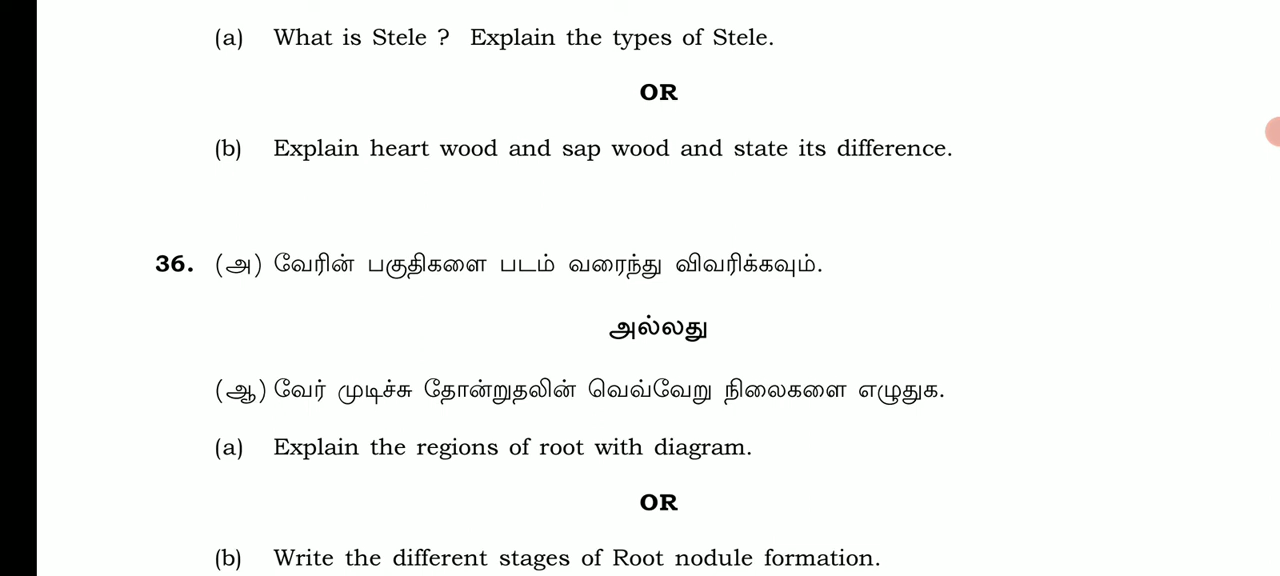 (a) What is Stele ? Explain the types of Stele.
OR
(b) Explain heart wood and sap wood and state its difference.
36. (அ) வேரின் பகுதிகளை படம் வரைந்து விவரிக்கவும்.
அல்லது
(ஆ) வேர் முடிச்சு தோன்றுதலின் வெவ்வேறு நிலைகளை எழுதுக.
(a) Explain the regions of root with diagram.
OR
(b) Write the different stages of Root nodule formation.